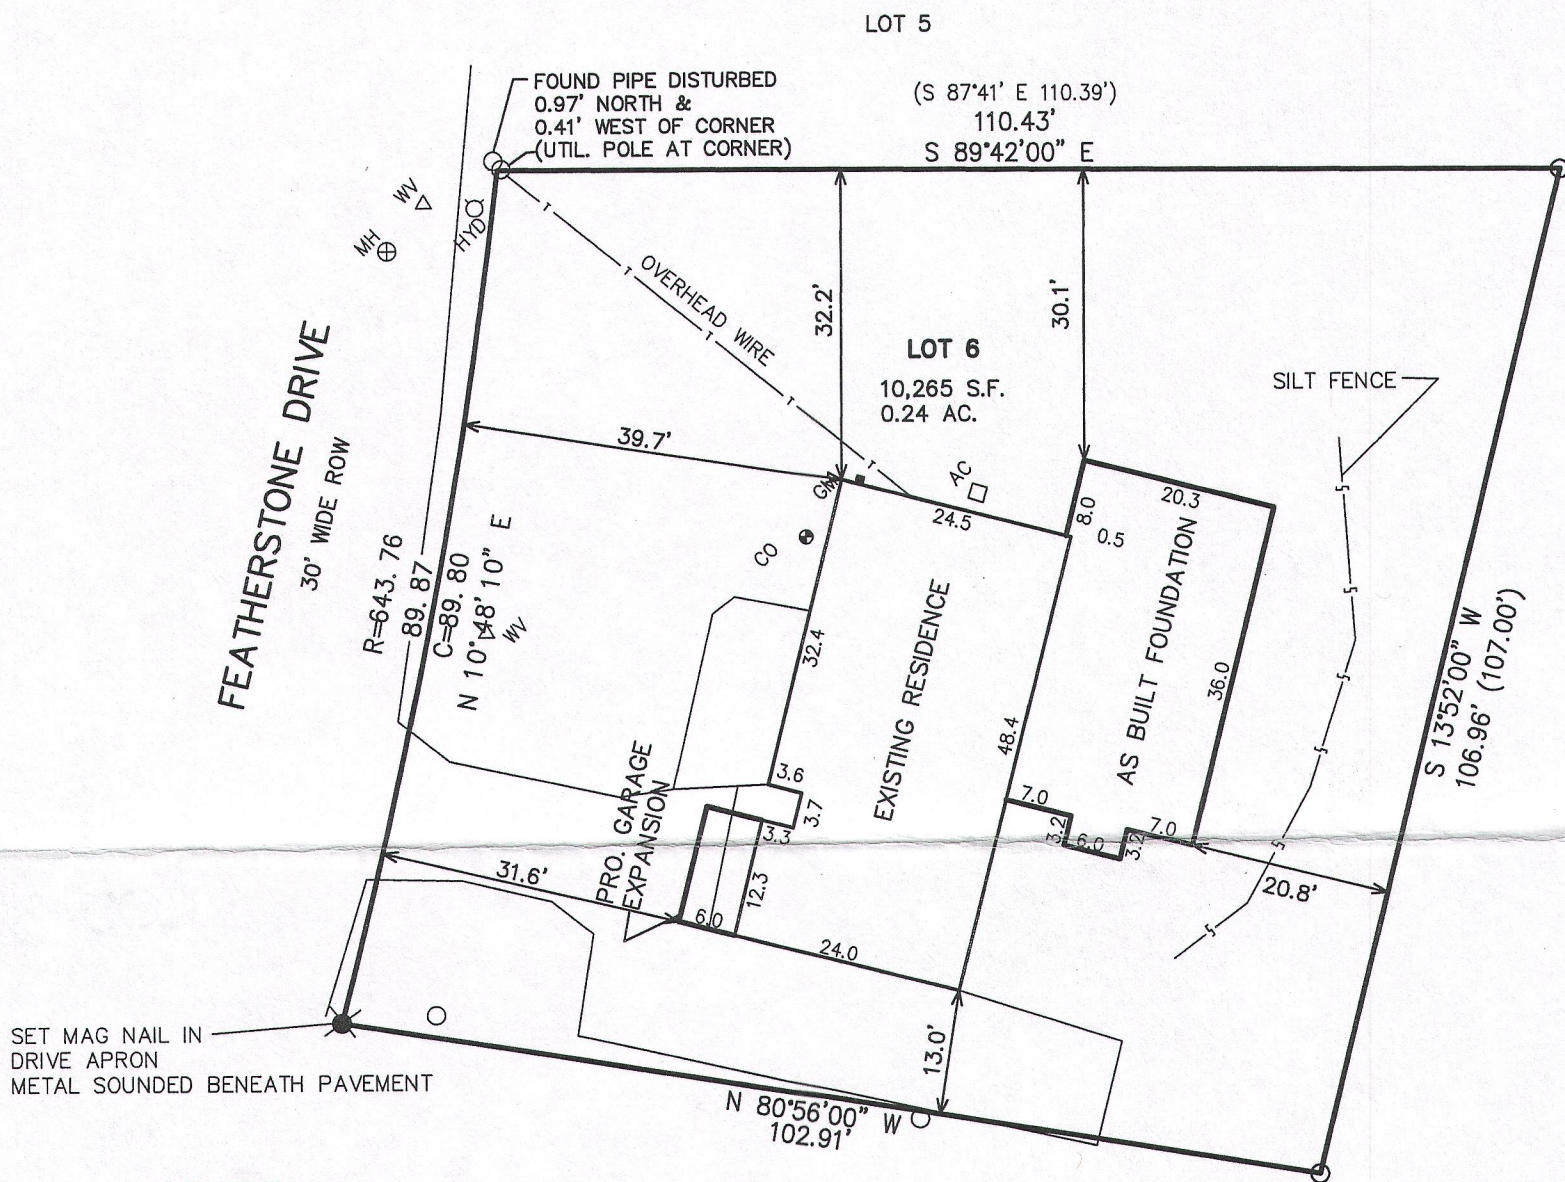 LOT 5
FOUND PIPE DISTURBED
0.97' NORTH &
0.41' WEST OF CORNER
(UTIL. POLE AT CORNER)
(S 87°41' E 110.39')
110.43'
S 89°42'00" E
WV
MH
HYD
OVERHEAD WIRE
32.2'
30.1'
LOT 6
10,265 S.F.
0.24 AC.
SILT FENCE
FEATHERSTONE DRIVE
30' WIDE ROW
39.7'
GM
AC
24.5
8.0
0.5
20.3
CO
R=643. 76
89. 87
C=89. 80
N 10° 48' 10" E
WV
32.4
EXISTING RESIDENCE
48.4
AS BUILT FOUNDATION
36.0
S 13°52'00" W
106.96' (107.00')
PRO. GARAGE
EXPANSION
3.6
3.7
3.3
7.0
3.2
6.0
3.2
7.0
31.6'
12.3
6.0
24.0
20.8'
13.0'
SET MAG NAIL IN
DRIVE APRON
METAL SOUNDED BENEATH PAVEMENT
N 80°56'00" W
102.91'